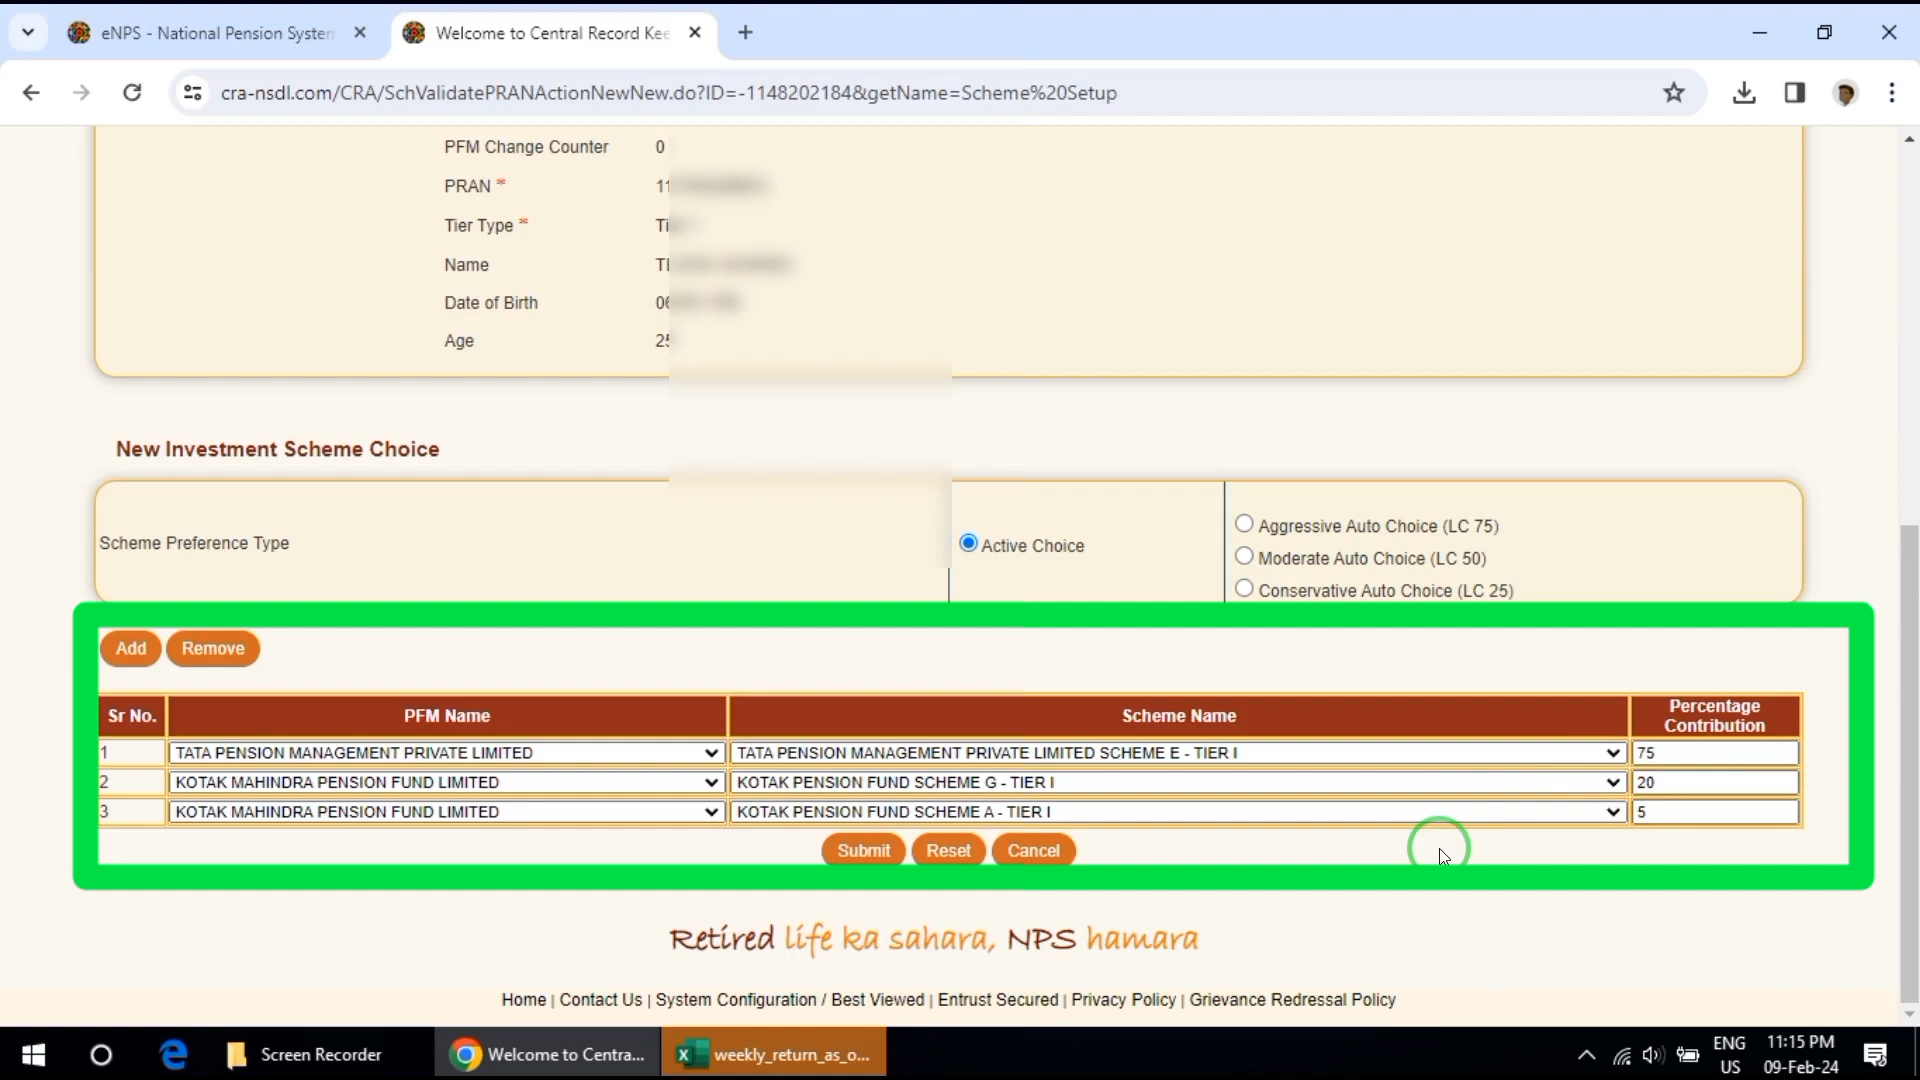 eNPS - National Pension System
Welcome to Central Record Kee
cra-nsdl.com/CRA/SchValidatePRANActionNewNew.do?ID=-1148202184&getName=Scheme%20Setup
PFM Change Counter 0
PRAN * 11
Tier Type *
Name
Date of Birth 06
Age 25
New Investment Scheme Choice
Scheme Preference Type
Active Choice
Aggressive Auto Choice (LC 75)
Moderate Auto Choice (LC 50)
Conservative Auto Choice (LC 25)
Add Remove
Sr No. PFM Name Scheme Name Percentage Contribution
1 TATA PENSION MANAGEMENT PRIVATE LIMITED TATA PENSION MANAGEMENT PRIVATE LIMITED SCHEME E - TIER I 75
2 KOTAK MAHINDRA PENSION FUND LIMITED KOTAK PENSION FUND SCHEME G - TIER I 20
3 KOTAK MAHINDRA PENSION FUND LIMITED KOTAK PENSION FUND SCHEME A - TIER I 5
Submit Reset Cancel
Retired life ka sahara, NPS hamara
Home | Contact Us | System Configuration / Best Viewed | Entrust Secured | Privacy Policy | Grievance Redressal Policy
Screen Recorder
Welcome to Centra...
weekly_return_as_o...
ENG
US
11:15 PM
09-Feb-24